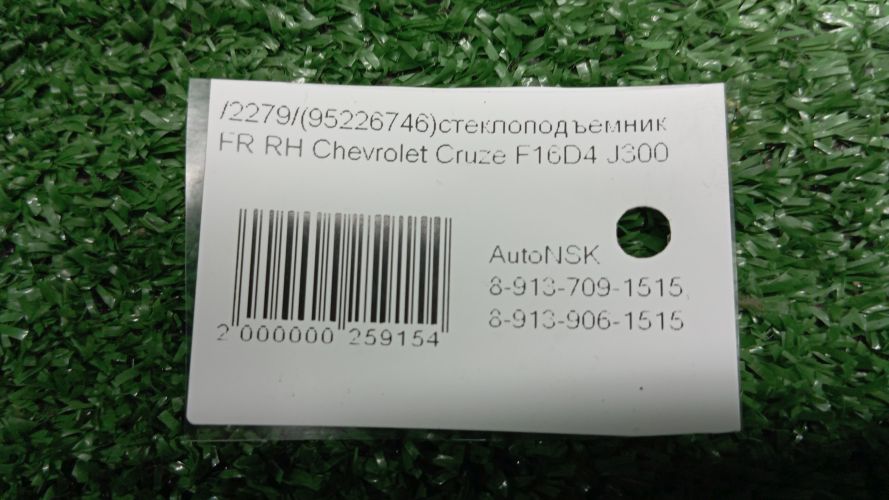 /2279/(95226746)стеклоподъемник
FR RH Chevrolet Cruze F16D4 J300
AutoNSK
8-913-709-1515,
8-913-906-1515
2 000000 259154